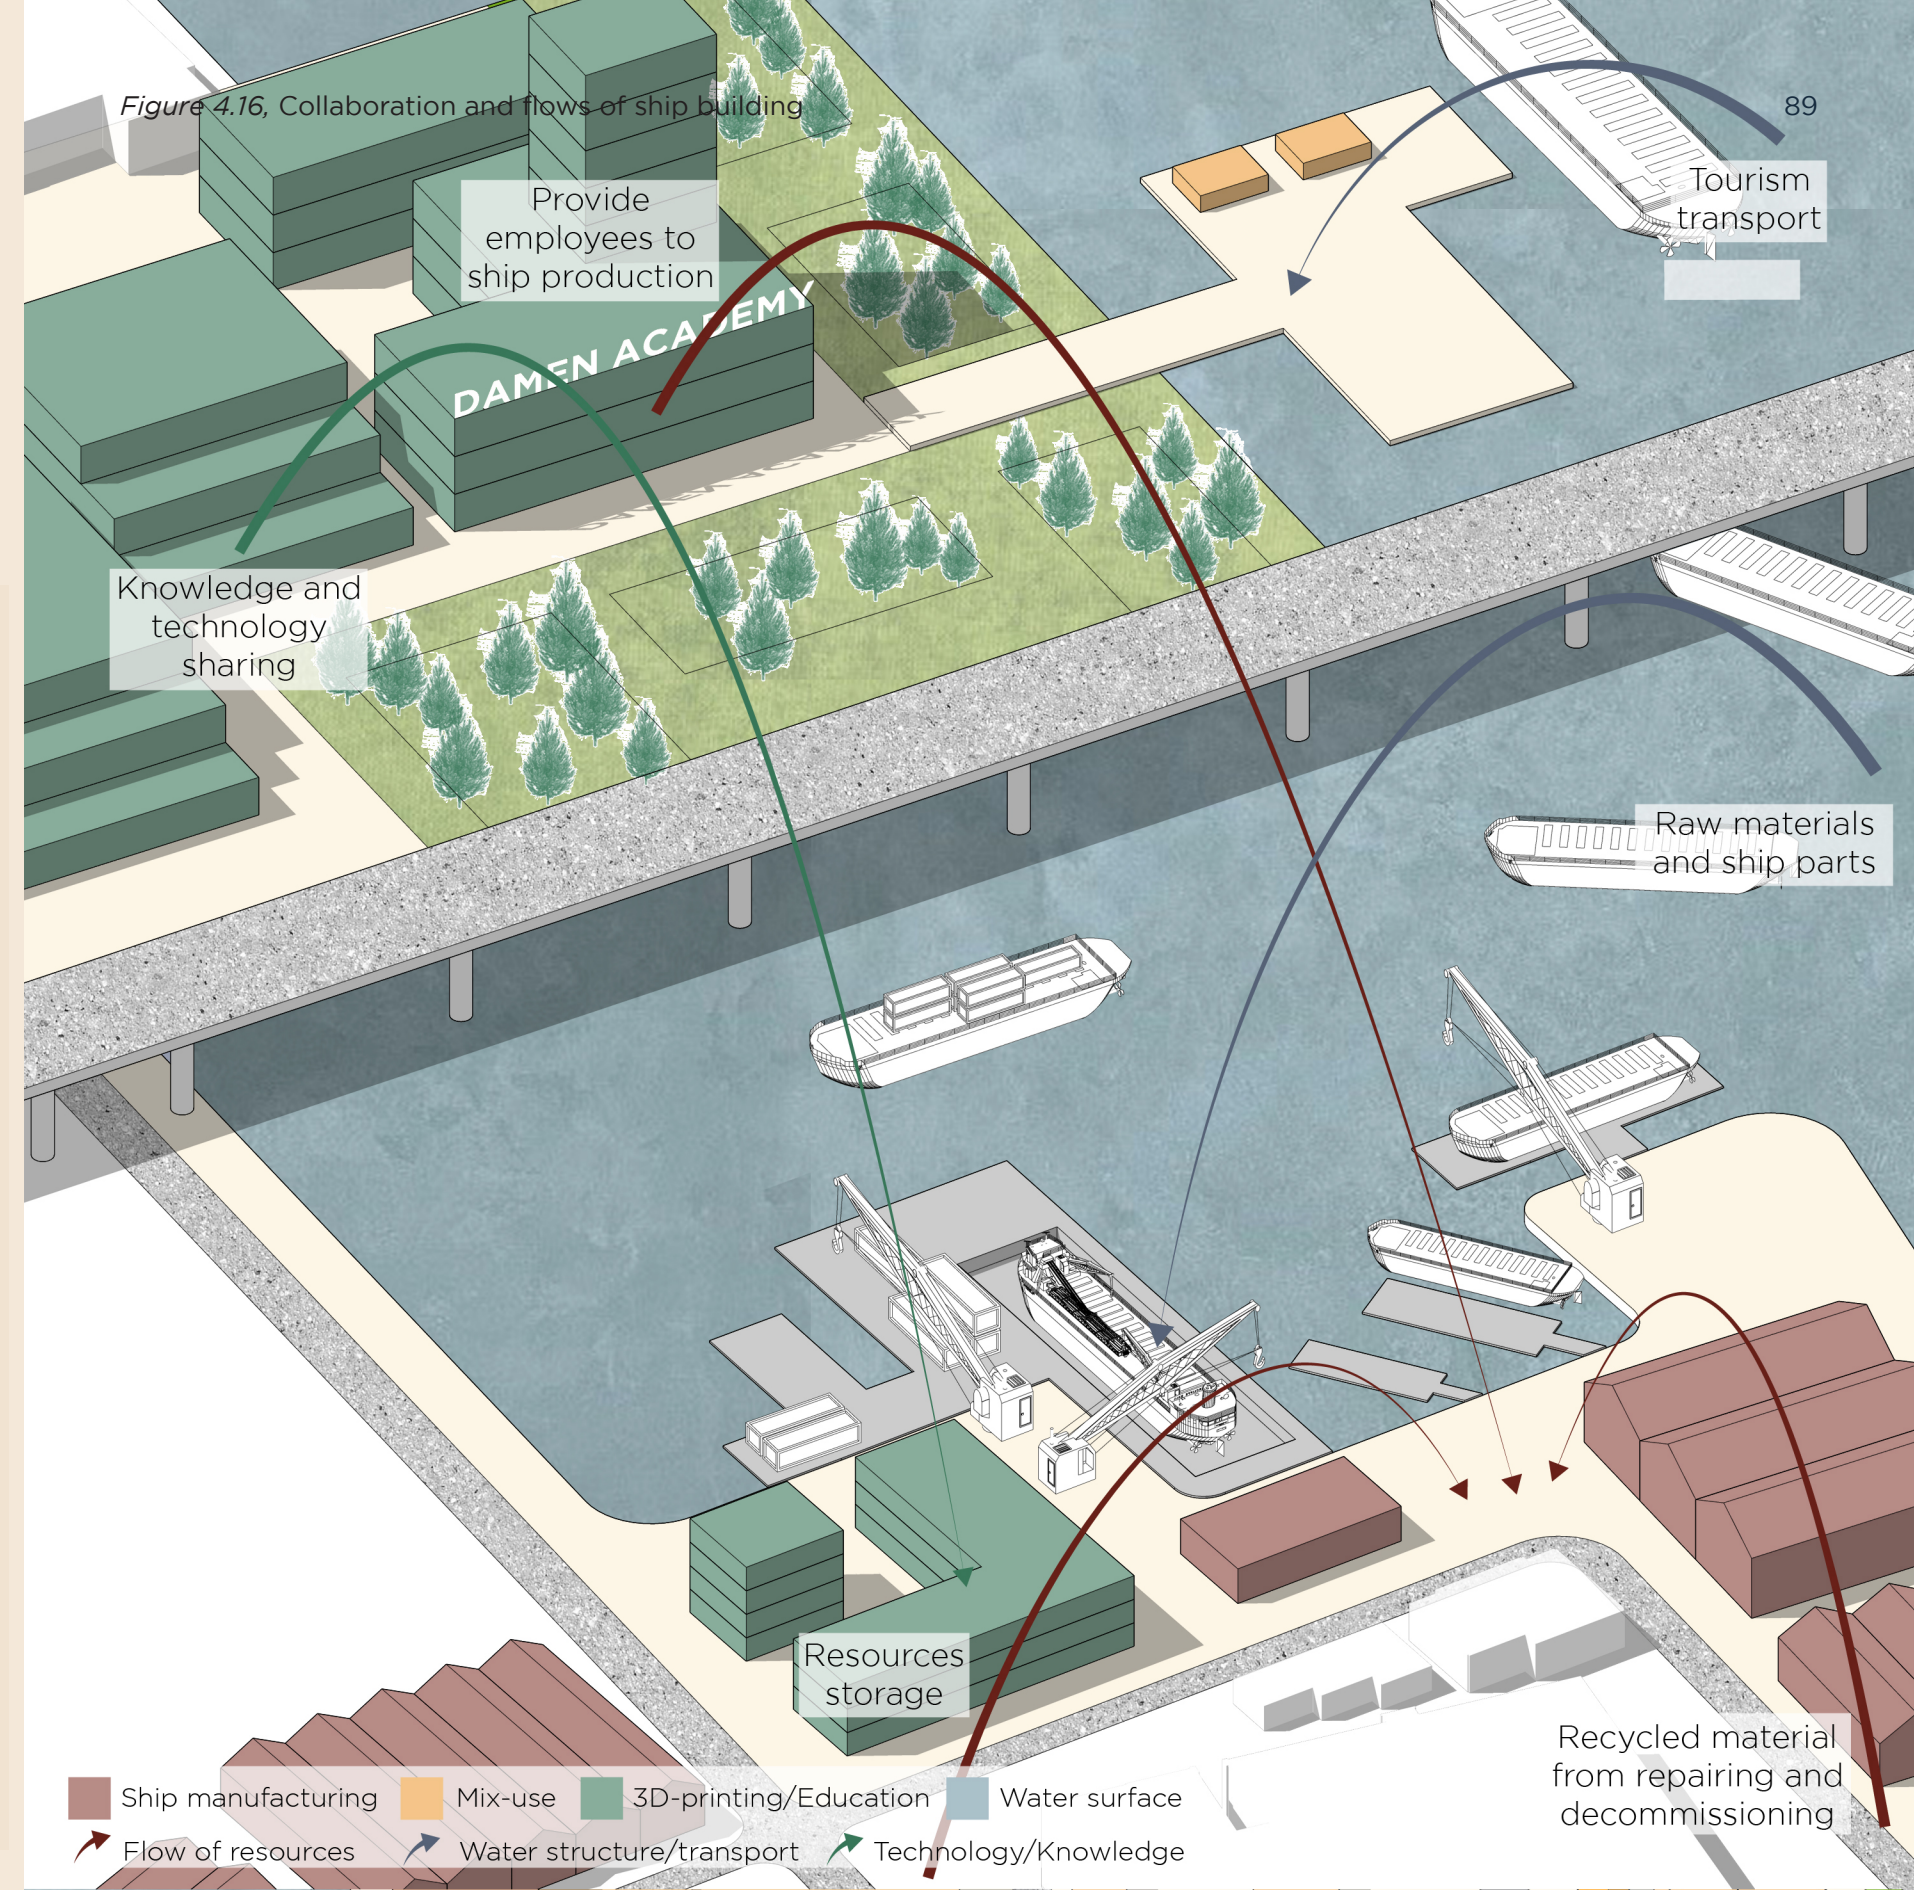 Figure 4.16, Collaboration and flows of ship building
89
Provide
employees to
ship production
Tourism
transport
DAMEN ACADEMY
Knowledge and
technology
sharing
Raw materials
and ship parts
Resources
storage
Recycled material
from repairing and
decommissioning
Ship manufacturing
Mix-use
3D-printing/Education
Water surface
Flow of resources
Water structure/transport
Technology/Knowledge